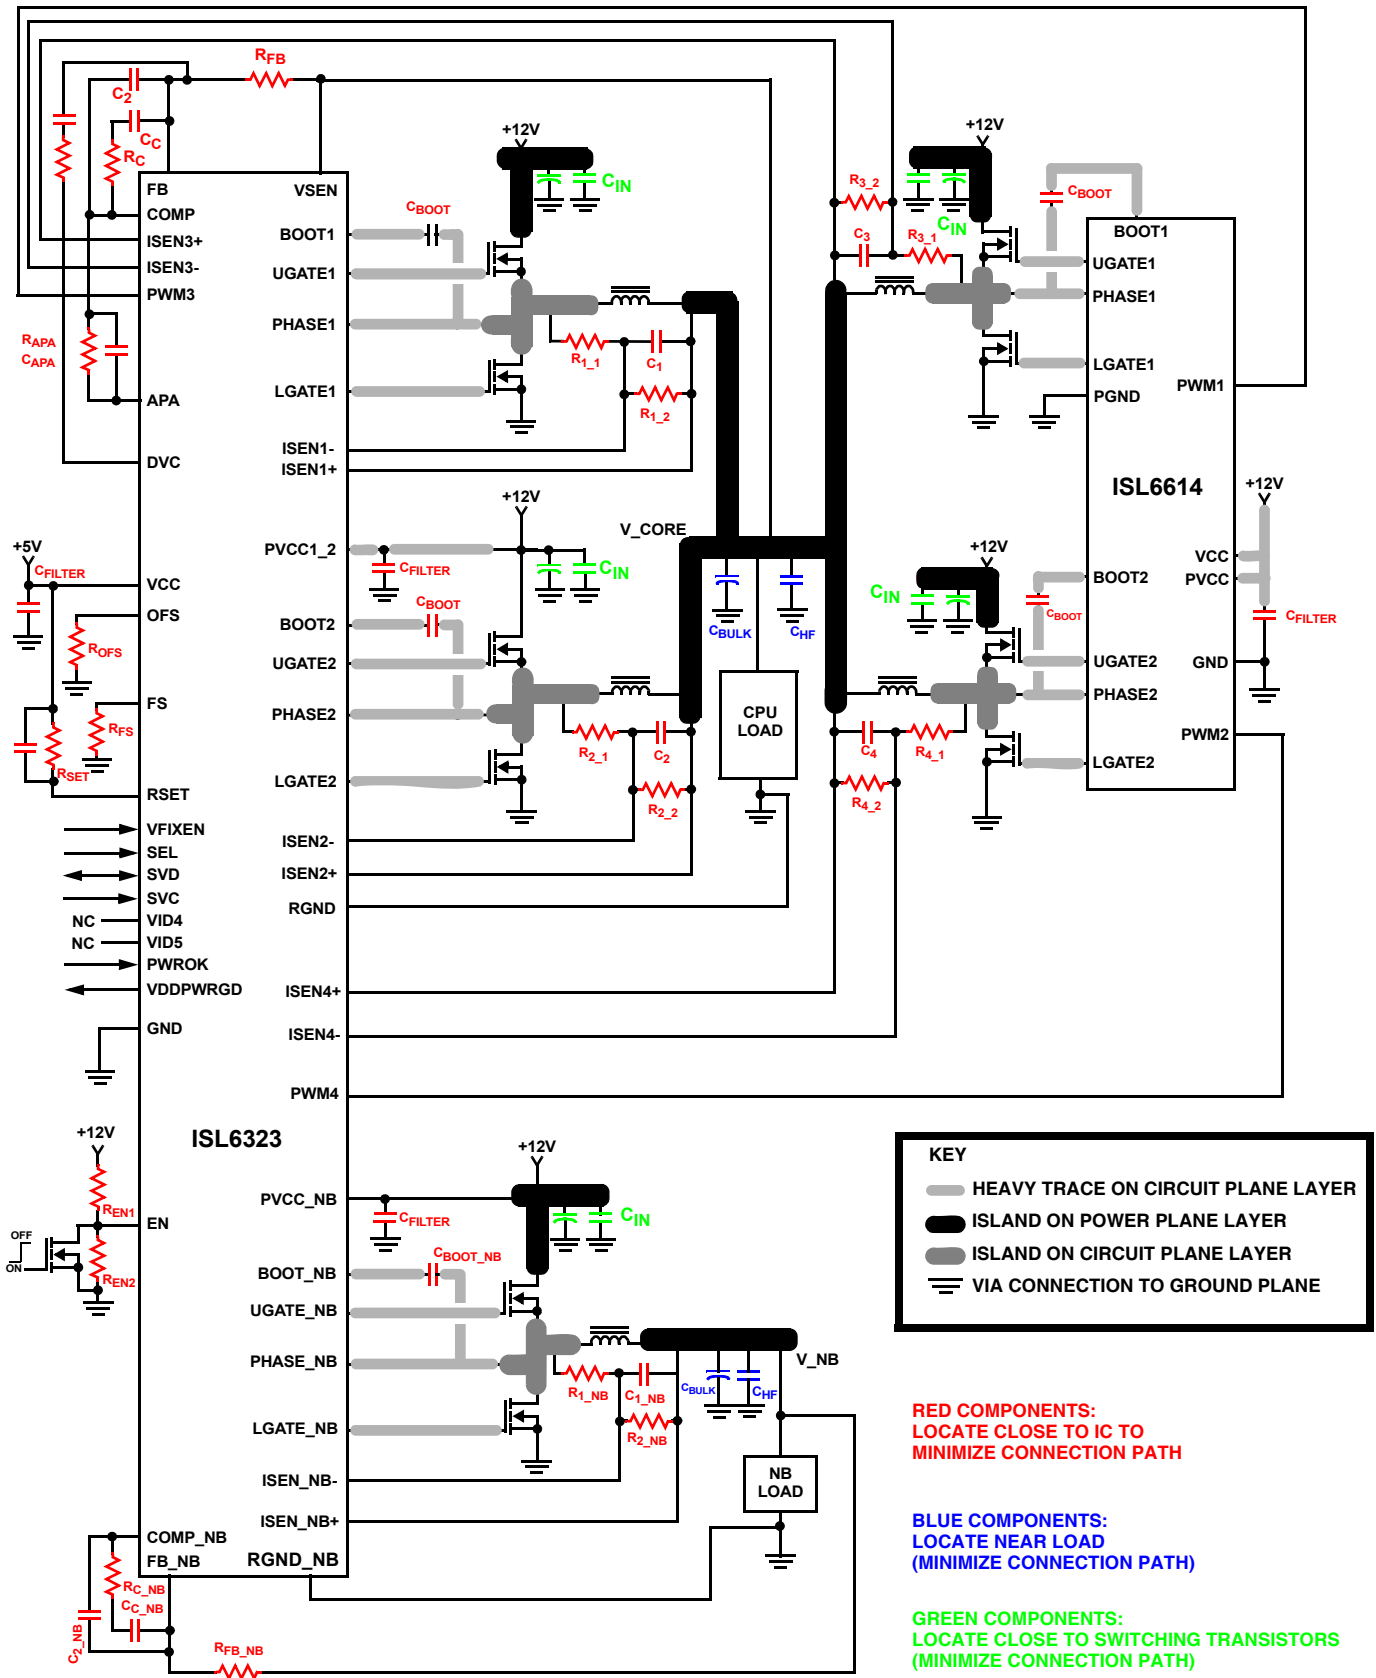 RFB
C2
CC
RC
FB
VSEN
COMP
ISEN3+
ISEN3-
PWM3
RAPA
CAPA
APA
DVC
+5V
CFILTER
VCC
OFS
ROFS
FS
RFS
RSET
RSET
VFIXEN
SEL
SVD
SVC
NC
VID4
NC
VID5
PWROK
VDDPWRGD
GND
+12V
REN1
EN
OFF
ON
REN2
ISL6323
COMP_NB
FB_NB
RGND_NB
RC_NB
CC_NB
C2_NB
RFB_NB
+12V
CIN
CBOOT
BOOT1
UGATE1
PHASE1
R1_1
C1
R1_2
LGATE1
ISEN1-
ISEN1+
+12V
PVCC1_2
CFILTER
CIN
CBOOT
BOOT2
UGATE2
PHASE2
R2_1
C2
R2_2
LGATE2
ISEN2-
ISEN2+
RGND
ISEN4+
ISEN4-
PWM4
V_CORE
CBULK
CHF
CPU
LOAD
+12V
PVCC_NB
CFILTER
CIN
CBOOT_NB
BOOT_NB
UGATE_NB
PHASE_NB
R1_NB
C1_NB
R2_NB
LGATE_NB
ISEN_NB-
ISEN_NB+
V_NB
CBULK
CHF
NB
LOAD
+12V
R3_2
C3
R3_1
CIN
CBOOT
BOOT1
UGATE1
PHASE1
LGATE1
PGND
PWM1
ISL6614
+12V
VCC
PVCC
CFILTER
GND
+12V
CIN
CBOOT
BOOT2
UGATE2
PHASE2
C4
R4_1
R4_2
LGATE2
PWM2
KEY
HEAVY TRACE ON CIRCUIT PLANE LAYER
ISLAND ON POWER PLANE LAYER
ISLAND ON CIRCUIT PLANE LAYER
VIA CONNECTION TO GROUND PLANE
RED COMPONENTS:
LOCATE CLOSE TO IC TO
MINIMIZE CONNECTION PATH
BLUE COMPONENTS:
LOCATE NEAR LOAD
(MINIMIZE CONNECTION PATH)
GREEN COMPONENTS:
LOCATE CLOSE TO SWITCHING TRANSISTORS
(MINIMIZE CONNECTION PATH)